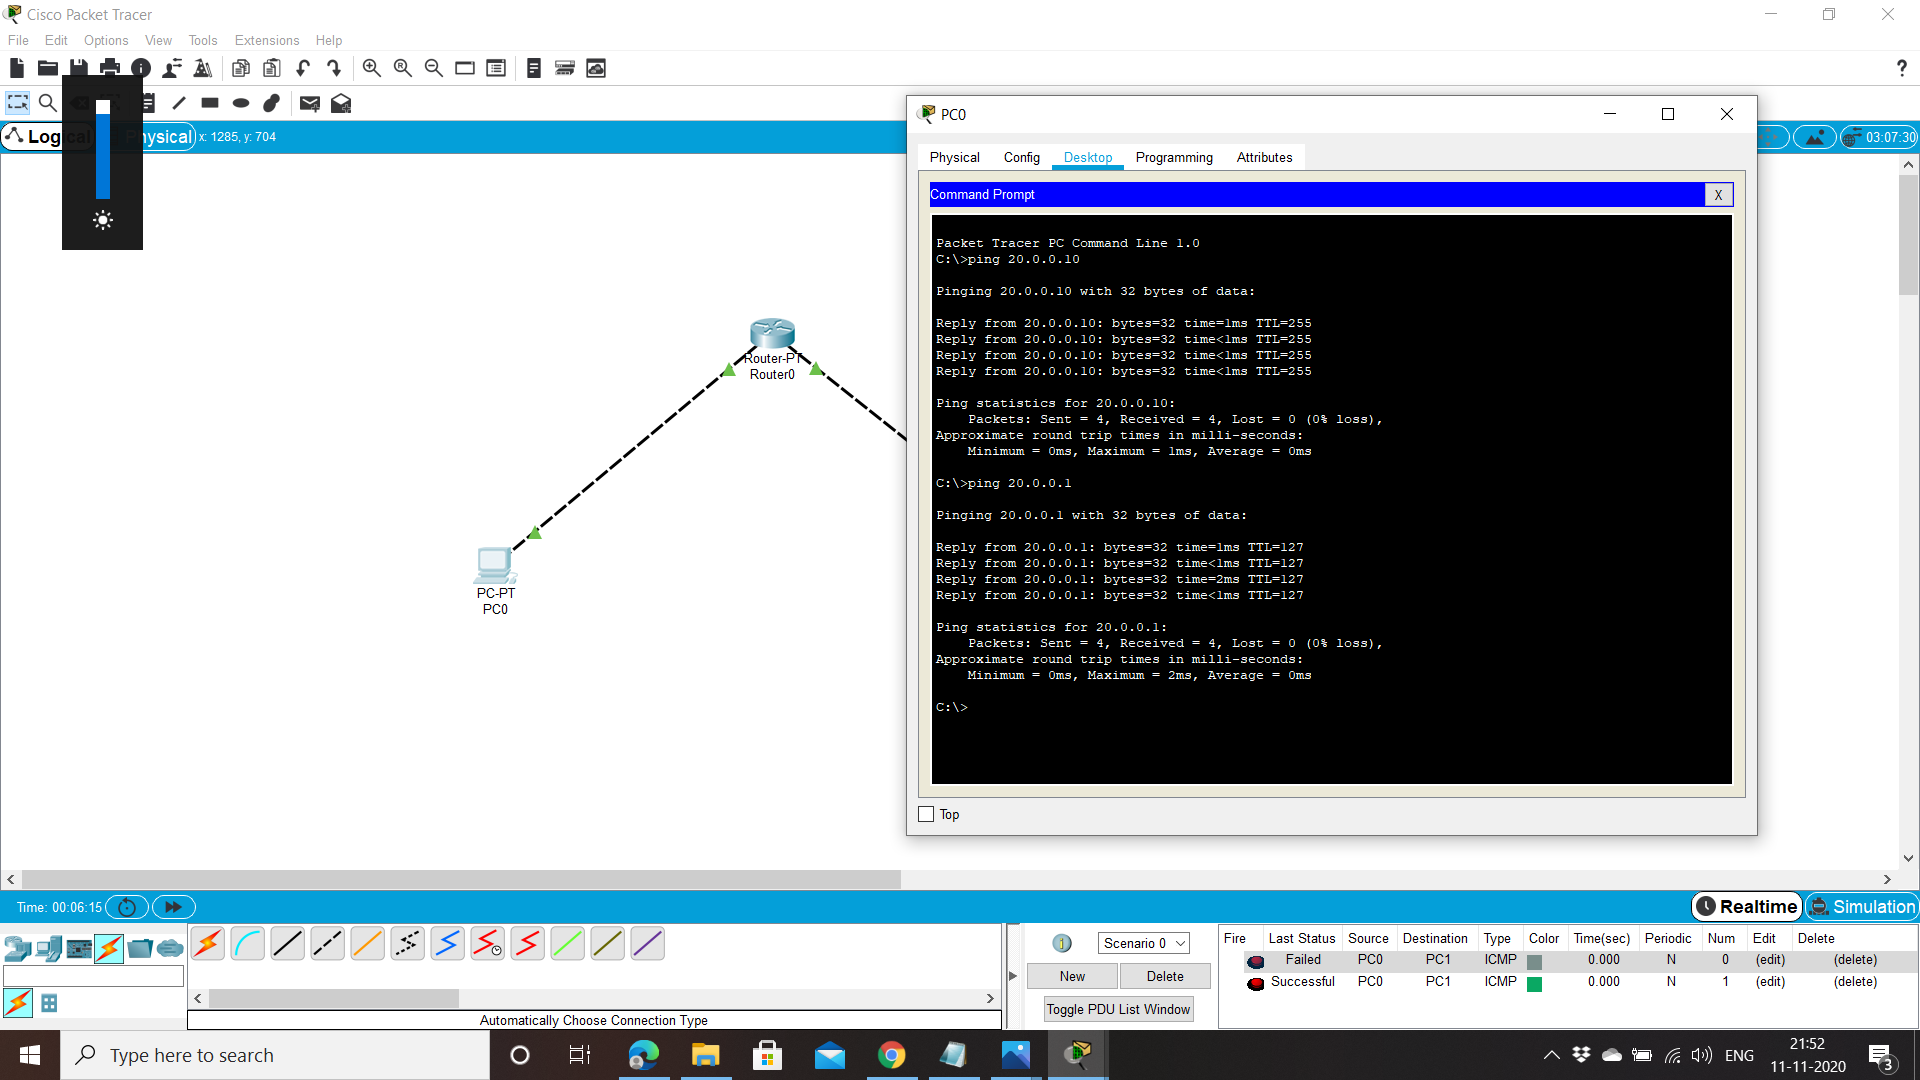 Cisco Packet Tracer
File Edit Options View Tools Extensions Help
?
Logical Physical x: 1285, y: 704
03:07:30
Router-PT
Router0
PC-PT
PC0
PC0
Physical Config Desktop Programming Attributes
Command Prompt
X
Packet Tracer PC Command Line 1.0
C:\>ping 20.0.0.10
Pinging 20.0.0.10 with 32 bytes of data:
Reply from 20.0.0.10: bytes=32 time=1ms TTL=255
Reply from 20.0.0.10: bytes=32 time<1ms TTL=255
Reply from 20.0.0.10: bytes=32 time<1ms TTL=255
Reply from 20.0.0.10: bytes=32 time<1ms TTL=255
Ping statistics for 20.0.0.10:
Packets: Sent = 4, Received = 4, Lost = 0 (0% loss),
Approximate round trip times in milli-seconds:
Minimum = 0ms, Maximum = 1ms, Average = 0ms
C:\>ping 20.0.0.1
Pinging 20.0.0.1 with 32 bytes of data:
Reply from 20.0.0.1: bytes=32 time=1ms TTL=127
Reply from 20.0.0.1: bytes=32 time<1ms TTL=127
Reply from 20.0.0.1: bytes=32 time=2ms TTL=127
Reply from 20.0.0.1: bytes=32 time<1ms TTL=127
Ping statistics for 20.0.0.1:
Packets: Sent = 4, Received = 4, Lost = 0 (0% loss),
Approximate round trip times in milli-seconds:
Minimum = 0ms, Maximum = 2ms, Average = 0ms
C:\>
Top
Time: 00:06:15
Realtime Simulation
Scenario 0
New Delete
Toggle PDU List Window
Fire Last Status Source Destination Type Color Time(sec) Periodic Num Edit Delete
Failed PC0 PC1 ICMP 0.000 N 0 (edit) (delete)
Successful PC0 PC1 ICMP 0.000 N 1 (edit) (delete)
Automatically Choose Connection Type
Type here to search
ENG
21:52
11-11-2020
3